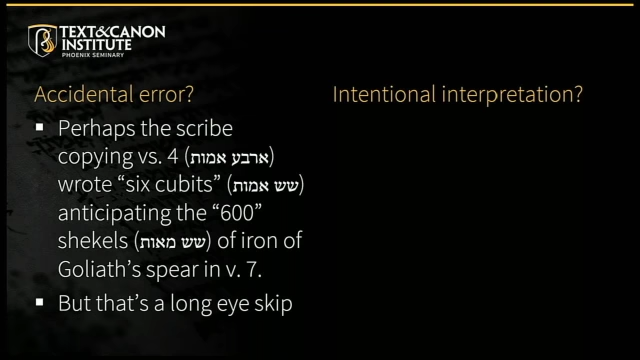 TEXT&CANON
INSTITUTE
PHOENIX SEMINARY
Accidental error?
▪ Perhaps the scribe
copying vs. 4 (ארבע אמות)
wrote “six cubits” (שש אמות)
anticipating the “600”
shekels (שש מאות) of iron of
Goliath’s spear in v. 7.
▪ But that’s a long eye skip
Intentional interpretation?